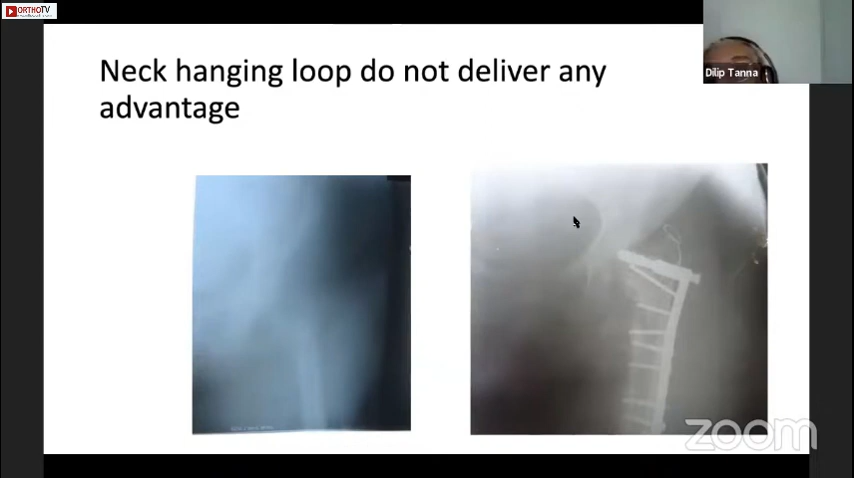 ORTHOTV
Neck hanging loop do not deliver any
advantage
Dilip Tanna
zoom